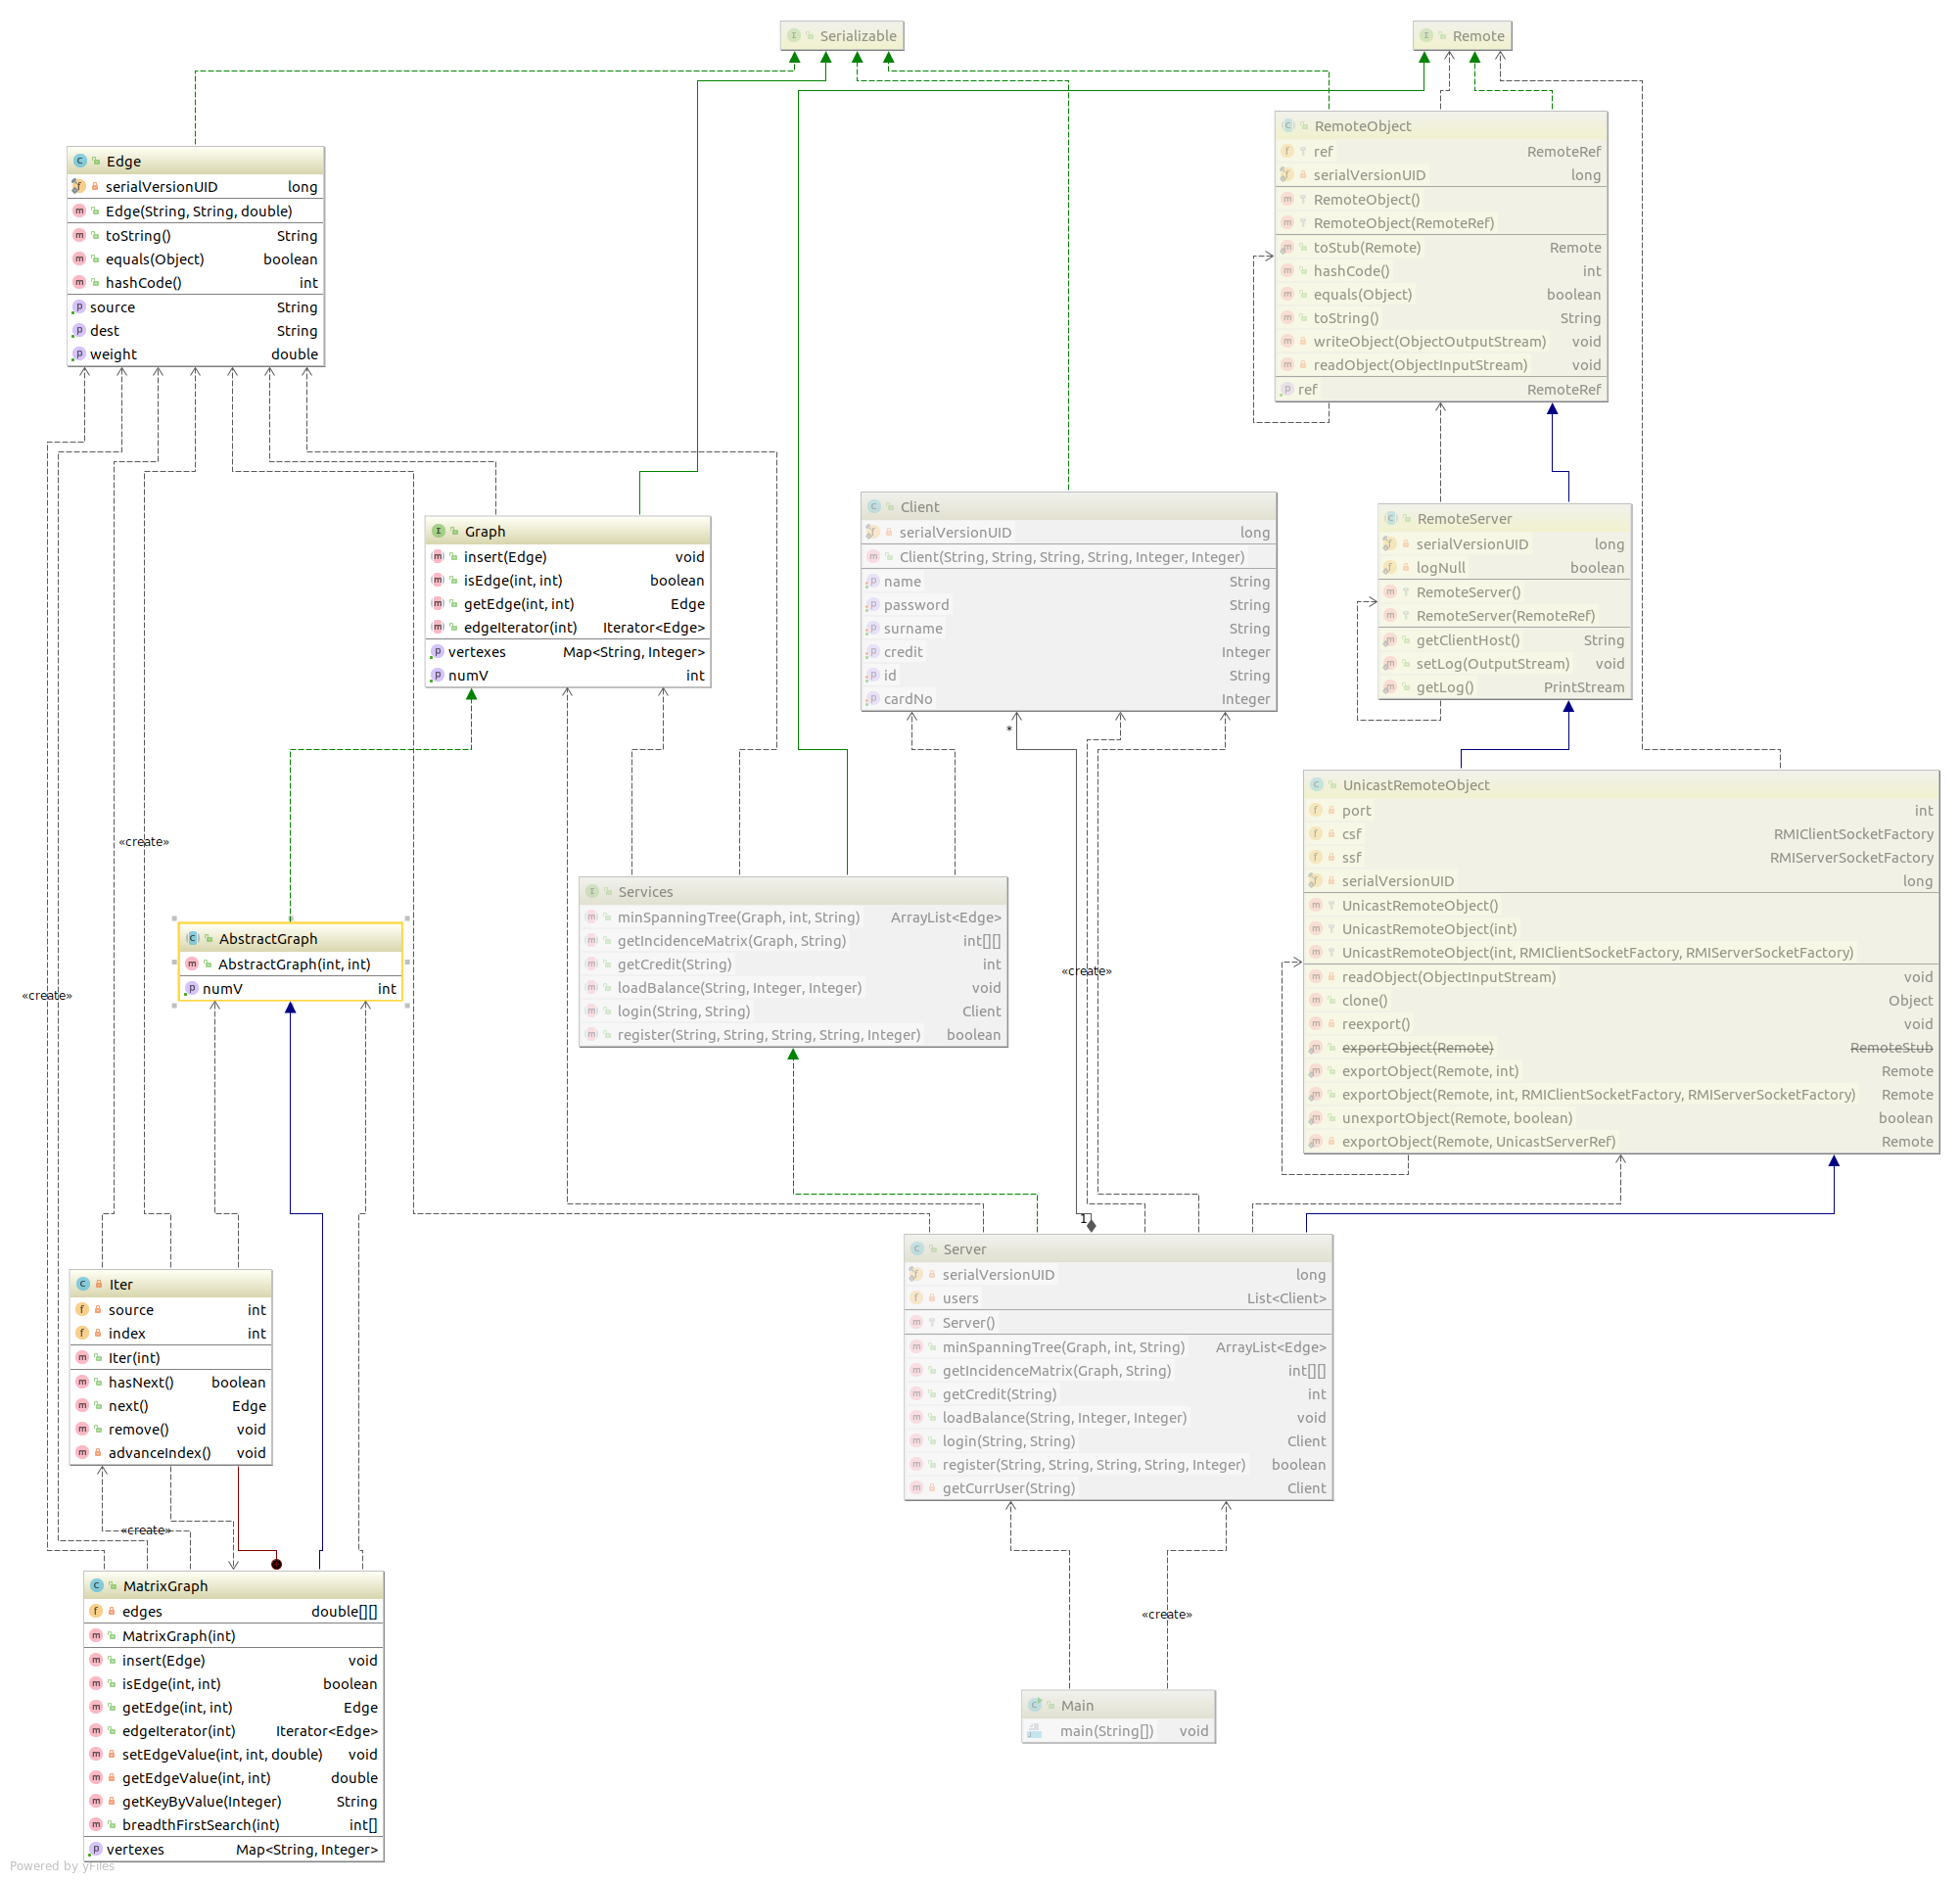 Serializable
Remote
RemoteObject
ref RemoteRef
serialVersionUID long
RemoteObject()
RemoteObject(RemoteRef)
toStub(Remote) Remote
hashCode() int
equals(Object) boolean
toString() String
writeObject(ObjectOutputStream) void
readObject(ObjectInputStream) void
ref RemoteRef
Edge
serialVersionUID long
Edge(String, String, double)
toString() String
equals(Object) boolean
hashCode() int
source String
dest String
weight double
Graph
insert(Edge) void
isEdge(int, int) boolean
getEdge(int, int) Edge
edgeIterator(int) Iterator<Edge>
vertexes Map<String, Integer>
numV int
Client
serialVersionUID long
Client(String, String, String, String, Integer, Integer)
name String
password String
surname String
credit Integer
id String
cardNo Integer
*
RemoteServer
serialVersionUID long
logNull boolean
RemoteServer()
RemoteServer(RemoteRef)
getClientHost() String
setLog(OutputStream) void
getLog() PrintStream
UnicastRemoteObject
port int
csf RMIClientSocketFactory
ssf RMIServerSocketFactory
serialVersionUID long
UnicastRemoteObject()
UnicastRemoteObject(int)
UnicastRemoteObject(int, RMIClientSocketFactory, RMIServerSocketFactory)
readObject(ObjectInputStream) void
clone() Object
reexport() void
exportObject(Remote) RemoteStub
exportObject(Remote, int) Remote
exportObject(Remote, int, RMIClientSocketFactory, RMIServerSocketFactory) Remote
unexportObject(Remote, boolean) boolean
exportObject(Remote, UnicastServerRef) Remote
«create»
Services
minSpanningTree(Graph, int, String) ArrayList<Edge>
getIncidenceMatrix(Graph, String) int[][]
getCredit(String) int
loadBalance(String, Integer, Integer) void
login(String, String) Client
register(String, String, String, String, Integer) boolean
AbstractGraph
AbstractGraph(int, int)
numV int
«create»
«create»
1
Server
serialVersionUID long
users List<Client>
Server()
minSpanningTree(Graph, int, String) ArrayList<Edge>
getIncidenceMatrix(Graph, String) int[][]
getCredit(String) int
loadBalance(String, Integer, Integer) void
login(String, String) Client
register(String, String, String, String, Integer) boolean
getCurrUser(String) Client
Iter
source int
index int
Iter(int)
hasNext() boolean
next() Edge
remove() void
advanceIndex() void
«create»
MatrixGraph
edges double[][]
MatrixGraph(int)
insert(Edge) void
isEdge(int, int) boolean
getEdge(int, int) Edge
edgeIterator(int) Iterator<Edge>
setEdgeValue(int, int, double) void
getEdgeValue(int, int) double
getKeyByValue(Integer) String
breadthFirstSearch(int) int[]
vertexes Map<String, Integer>
«create»
Main
main(String[]) void
Powered by yFiles